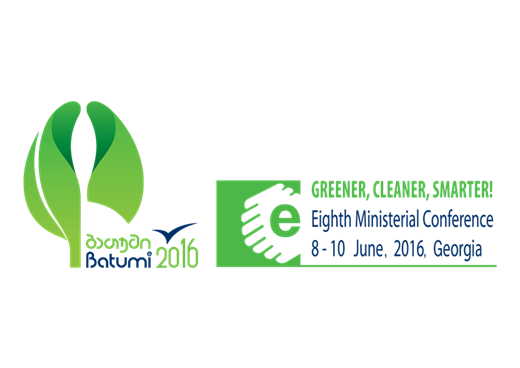 ბათუმი
Batumi 2016
e
GREENER, CLEANER, SMARTER!
Eighth Ministerial Conference
8 - 10 June, 2016, Georgia